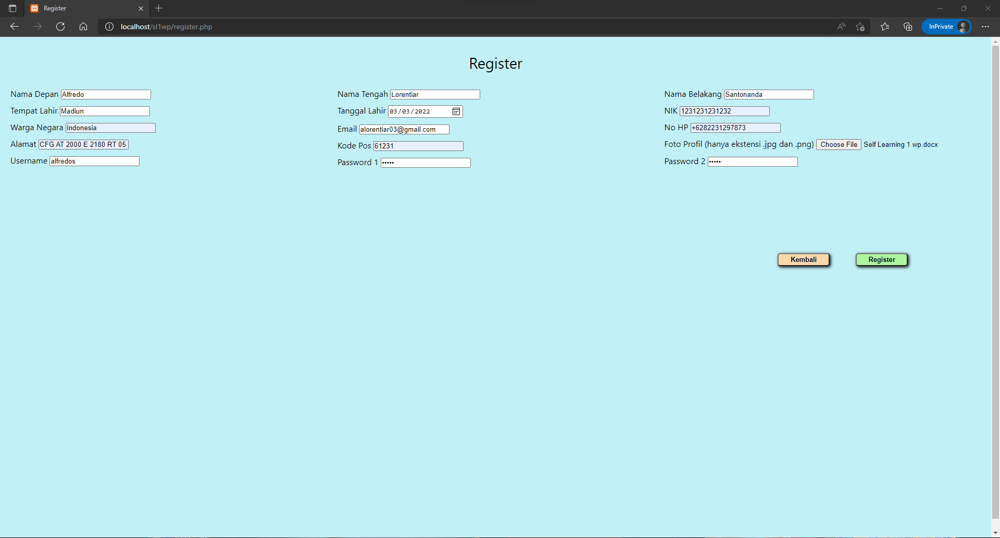 Register
localhost/sl1wp/register.php
InPrivate
Register
Nama Depan Alfredo
Nama Tengah Lorentiar
Nama Belakang Santonanda
Tempat Lahir Madiun
Tanggal Lahir 03/03/2022
NIK 1231231231232
Warga Negara Indonesia
Email alorentiar03@gmail.com
No HP +6282231297873
Alamat CFG AT 2000 E 2180 RT 05
Kode Pos 61231
Foto Profil (hanya ekstensi .jpg dan .png) Choose File Self Learning 1 wp.docx
Username alfredos
Password 1 •••••
Password 2 •••••
Kembali
Register